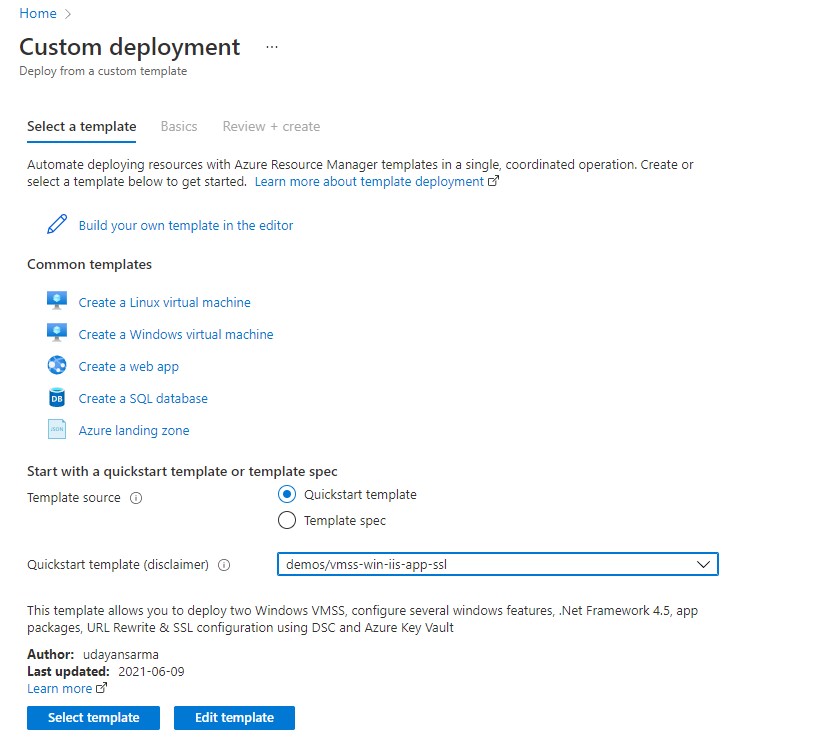 Home >
Custom deployment ...
Deploy from a custom template
Select a template Basics Review + create
Automate deploying resources with Azure Resource Manager templates in a single, coordinated operation. Create or
select a template below to get started. Learn more about template deployment
Build your own template in the editor
Common templates
Create a Linux virtual machine
Create a Windows virtual machine
Create a web app
DB Create a SQL database
JSON Azure landing zone
Start with a quickstart template or template spec
Template source Quickstart template
Template spec
Quickstart template (disclaimer) demos/vmss-win-iis-app-ssl
This template allows you to deploy two Windows VMSS, configure several windows features, .Net Framework 4.5, app
packages, URL Rewrite & SSL configuration using DSC and Azure Key Vault
Author: udayansarma
Last updated: 2021-06-09
Learn more
Select template Edit template